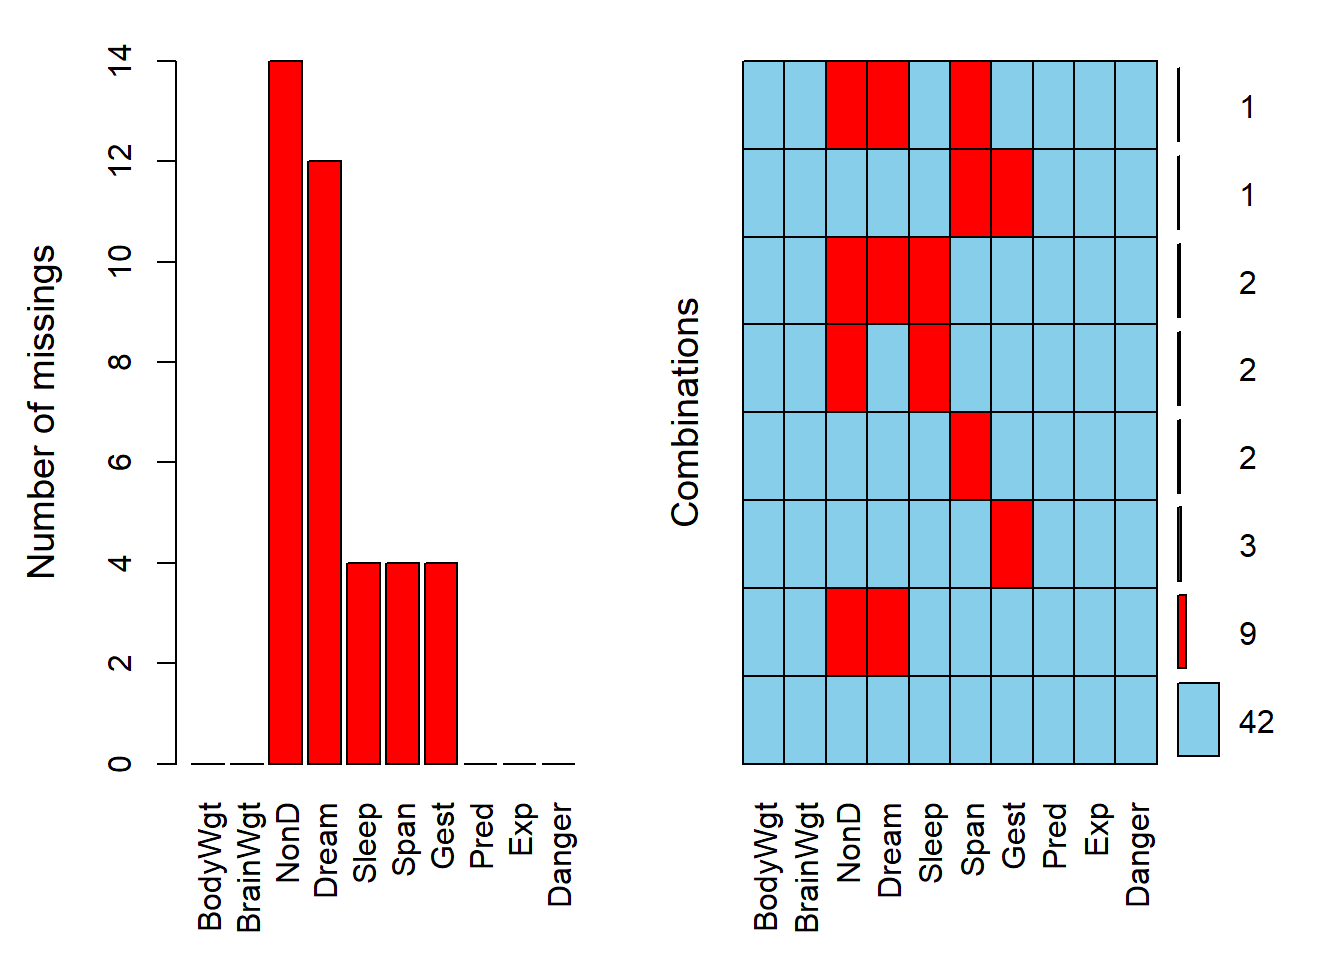 Number of missings
14
12
10
8
6
4
2
0
BodyWgt
BrainWgt
NonD
Dream
Sleep
Span
Gest
Pred
Exp
Danger
Combinations
1
1
2
2
2
3
9
42
BodyWgt
BrainWgt
NonD
Dream
Sleep
Span
Gest
Pred
Exp
Danger